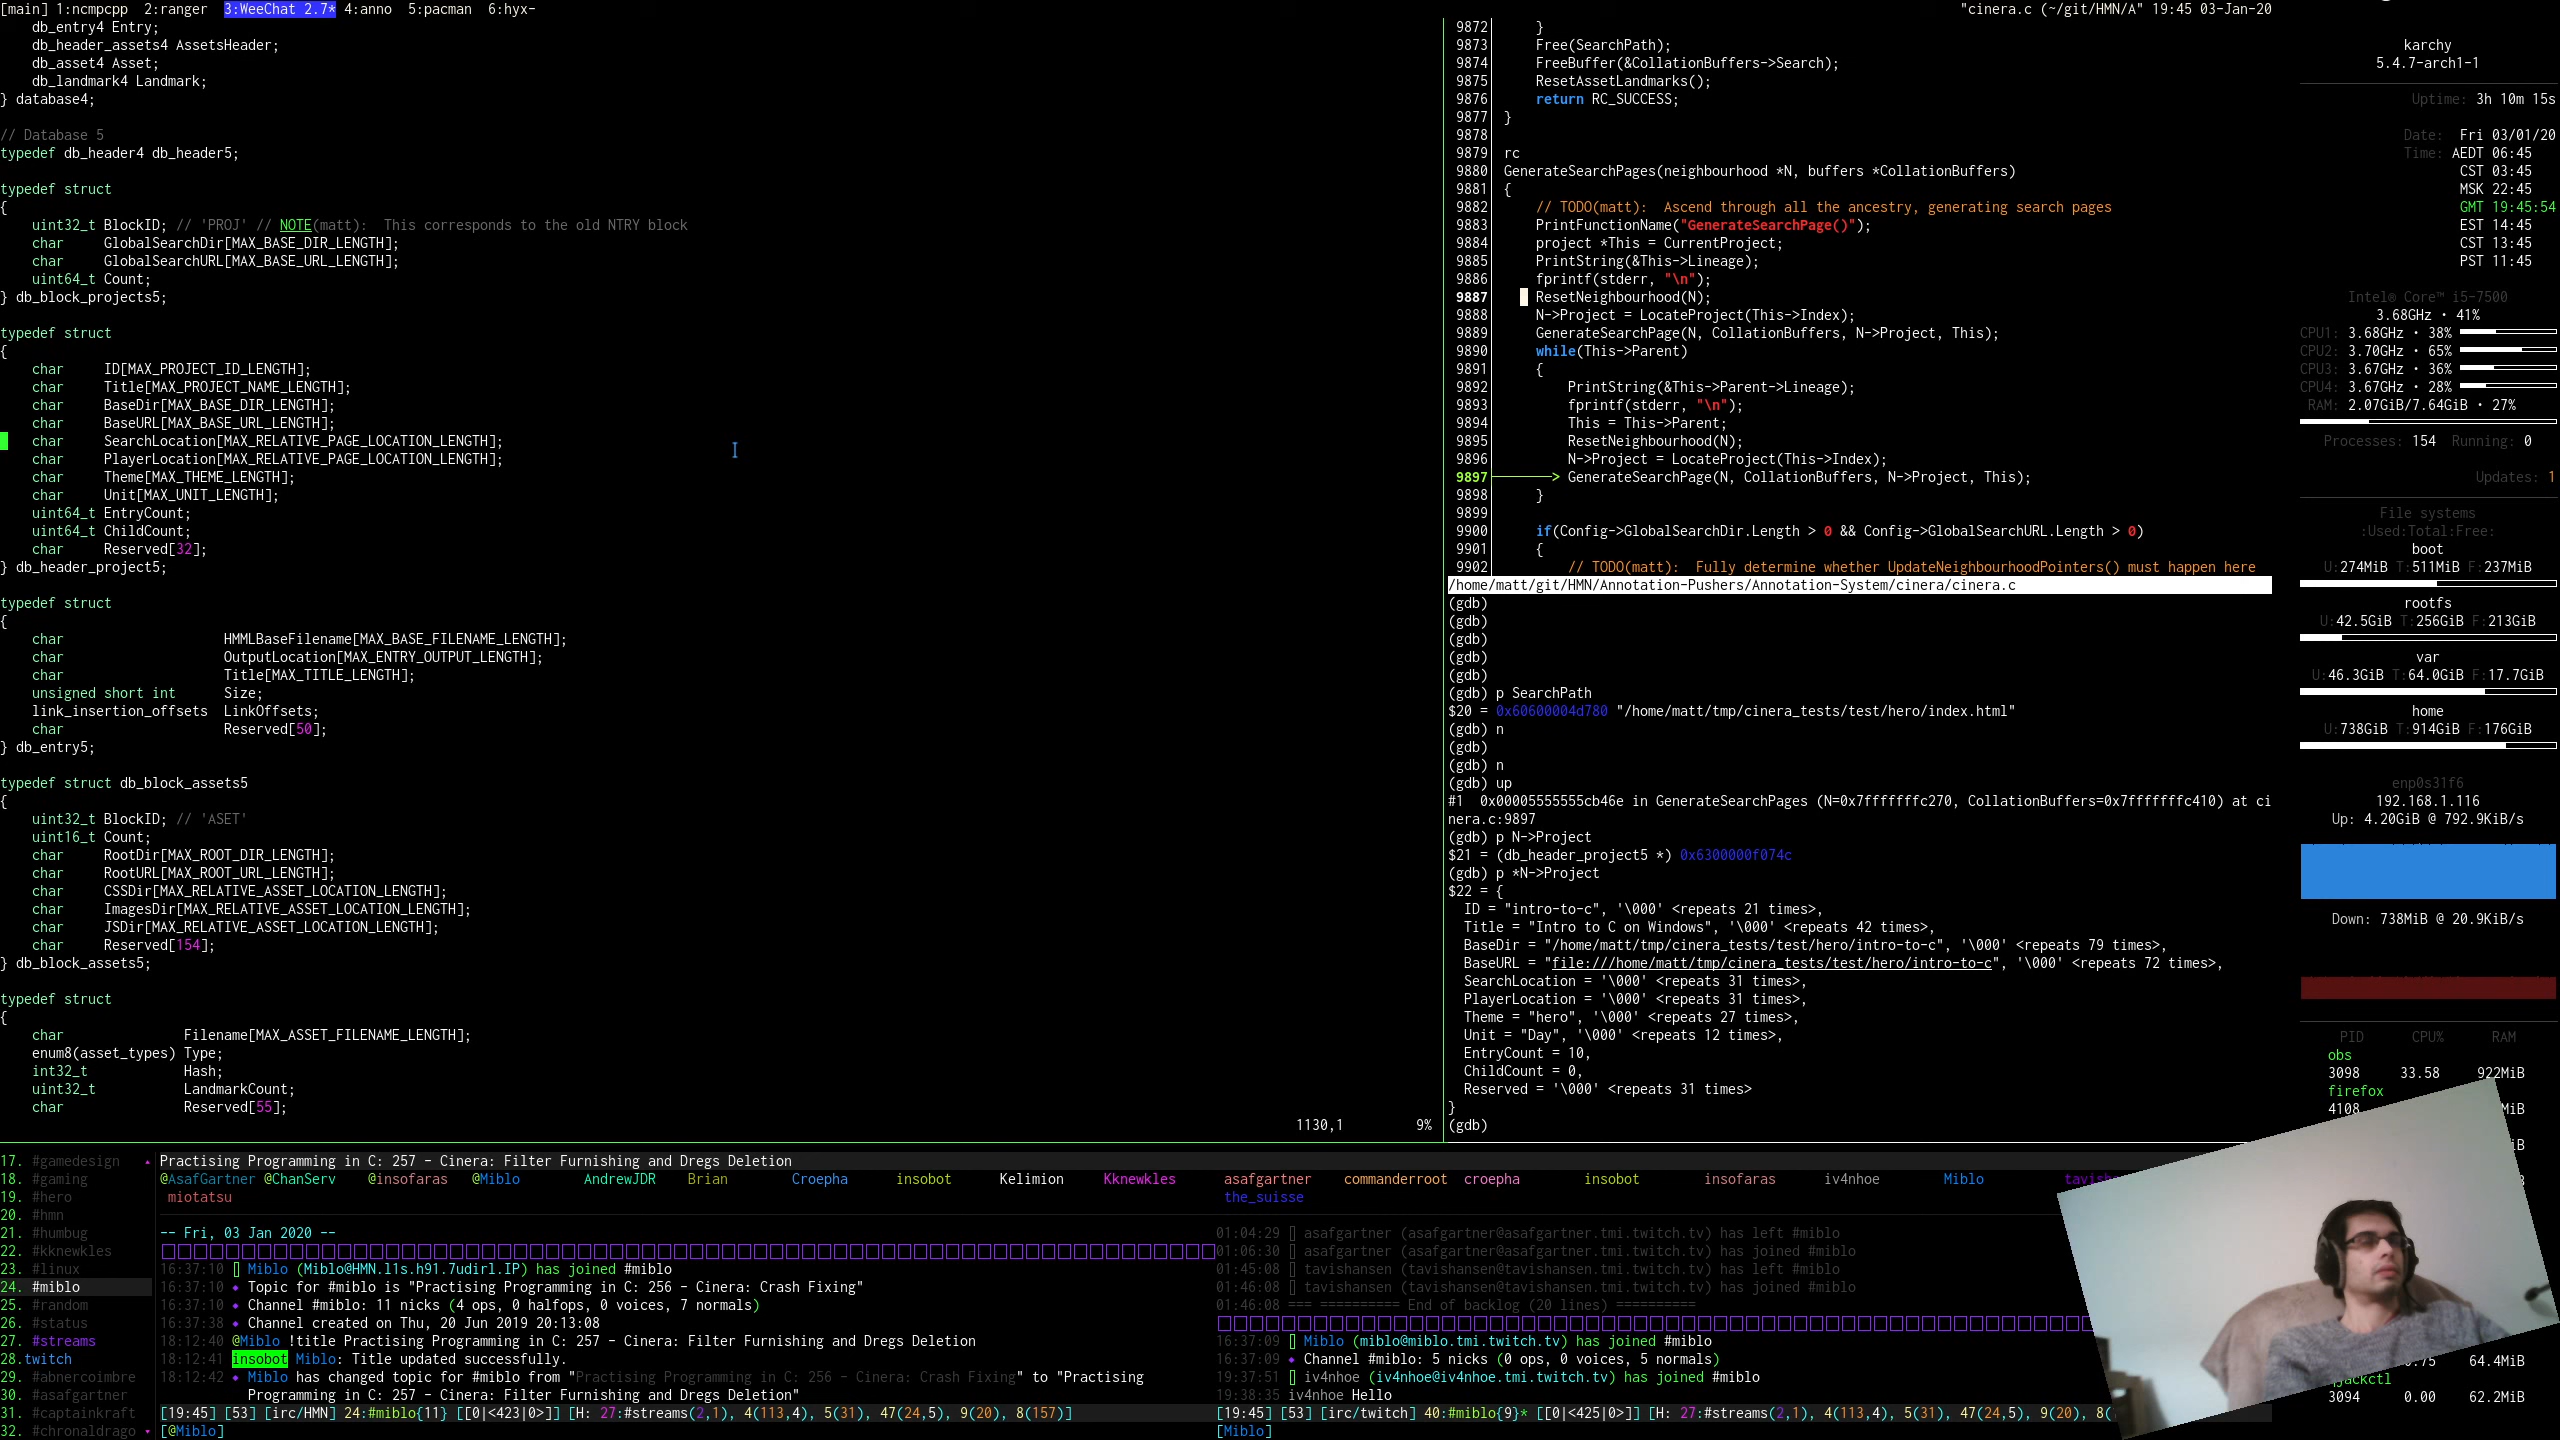 [main] 1:ncmpcpp  2:ranger  3:WeeChat 2.7* 4:anno  5:pacman  6:hyx-
"cinera.c (~/git/HMN/A" 19:45 03-Jan-20
    db_entry4 Entry;
    db_header_assets4 AssetsHeader;
    db_asset4 Asset;
    db_landmark4 Landmark;
} database4;
// Database 5
typedef db_header4 db_header5;
typedef struct
{
    uint32_t BlockID; // 'PROJ' // NOTE(matt):  This corresponds to the old NTRY block
    char     GlobalSearchDir[MAX_BASE_DIR_LENGTH];
    char     GlobalSearchURL[MAX_BASE_URL_LENGTH];
    uint64_t Count;
} db_block_projects5;
typedef struct
{
    char     ID[MAX_PROJECT_ID_LENGTH];
    char     Title[MAX_PROJECT_NAME_LENGTH];
    char     BaseDir[MAX_BASE_DIR_LENGTH];
    char     BaseURL[MAX_BASE_URL_LENGTH];
    char     SearchLocation[MAX_RELATIVE_PAGE_LOCATION_LENGTH];
    char     PlayerLocation[MAX_RELATIVE_PAGE_LOCATION_LENGTH];
    char     Theme[MAX_THEME_LENGTH];
    char     Unit[MAX_UNIT_LENGTH];
    uint64_t EntryCount;
    uint64_t ChildCount;
    char     Reserved[32];
} db_header_project5;
typedef struct
{
    char                    HMMLBaseFilename[MAX_BASE_FILENAME_LENGTH];
    char                    OutputLocation[MAX_ENTRY_OUTPUT_LENGTH];
    char                    Title[MAX_TITLE_LENGTH];
    unsigned short int      Size;
    link_insertion_offsets  LinkOffsets;
    char                    Reserved[50];
} db_entry5;
typedef struct db_block_assets5
{
    uint32_t BlockID; // 'ASET'
    uint16_t Count;
    char     RootDir[MAX_ROOT_DIR_LENGTH];
    char     RootURL[MAX_ROOT_URL_LENGTH];
    char     CSSDir[MAX_RELATIVE_ASSET_LOCATION_LENGTH];
    char     ImagesDir[MAX_RELATIVE_ASSET_LOCATION_LENGTH];
    char     JSDir[MAX_RELATIVE_ASSET_LOCATION_LENGTH];
    char     Reserved[154];
} db_block_assets5;
typedef struct
{
    char               Filename[MAX_ASSET_FILENAME_LENGTH];
    enum8(asset_types) Type;
    int32_t            Hash;
    uint32_t           LandmarkCount;
    char               Reserved[55];
1130,1         9%
9872      }
9873      Free(SearchPath);
9874      FreeBuffer(&CollationBuffers->Search);
9875      ResetAssetLandmarks();
9876      return RC_SUCCESS;
9877  }
9878
9879  rc
9880  GenerateSearchPages(neighbourhood *N, buffers *CollationBuffers)
9881  {
9882      // TODO(matt):  Ascend through all the ancestry, generating search pages
9883      PrintFunctionName("GenerateSearchPage()");
9884      project *This = CurrentProject;
9885      PrintString(&This->Lineage);
9886      fprintf(stderr, "\n");
9887      ResetNeighbourhood(N);
9888      N->Project = LocateProject(This->Index);
9889      GenerateSearchPage(N, CollationBuffers, N->Project, This);
9890      while(This->Parent)
9891      {
9892          PrintString(&This->Parent->Lineage);
9893          fprintf(stderr, "\n");
9894          This = This->Parent;
9895          ResetNeighbourhood(N);
9896          N->Project = LocateProject(This->Index);
9897 ───────> GenerateSearchPage(N, CollationBuffers, N->Project, This);
9898      }
9899
9900      if(Config->GlobalSearchDir.Length > 0 && Config->GlobalSearchURL.Length > 0)
9901      {
9902          // TODO(matt):  Fully determine whether UpdateNeighbourhoodPointers() must happen here
/home/matt/git/HMN/Annotation-Pushers/Annotation-System/cinera/cinera.c
(gdb)
(gdb)
(gdb)
(gdb)
(gdb)
(gdb) p SearchPath
$20 = 0x60600004d780 "/home/matt/tmp/cinera_tests/test/hero/index.html"
(gdb) n
(gdb)
(gdb) n
(gdb) up
#1  0x00005555555cb46e in GenerateSearchPages (N=0x7fffffffc270, CollationBuffers=0x7fffffffc410) at ci
nera.c:9897
(gdb) p N->Project
$21 = (db_header_project5 *) 0x6300000f074c
(gdb) p *N->Project
$22 = {
  ID = "intro-to-c", '\000' <repeats 21 times>,
  Title = "Intro to C on Windows", '\000' <repeats 42 times>,
  BaseDir = "/home/matt/tmp/cinera_tests/test/hero/intro-to-c", '\000' <repeats 79 times>,
  BaseURL = "file:///home/matt/tmp/cinera_tests/test/hero/intro-to-c", '\000' <repeats 72 times>,
  SearchLocation = '\000' <repeats 31 times>,
  PlayerLocation = '\000' <repeats 31 times>,
  Theme = "hero", '\000' <repeats 27 times>,
  Unit = "Day", '\000' <repeats 12 times>,
  EntryCount = 10,
  ChildCount = 0,
  Reserved = '\000' <repeats 31 times>
}
(gdb)
karchy
5.4.7-arch1-1
Uptime: 3h 10m 15s
Date:  Fri 03/01/20
Time: AEDT 06:45
CST 03:45
MSK 22:45
GMT 19:45:54
EST 14:45
CST 13:45
PST 11:45
Intel® Core™ i5-7500
3.68GHz · 41%
CPU1: 3.68GHz · 38%
CPU2: 3.70GHz · 65%
CPU3: 3.67GHz · 36%
CPU4: 3.67GHz · 28%
RAM: 2.07GiB/7.64GiB · 27%
Processes: 154  Running: 0
Updates: 1
File systems
:Used:Total:Free:
boot
U:274MiB T:511MiB F:237MiB
rootfs
U:42.5GiB T:256GiB F:213GiB
var
U:46.3GiB T:64.0GiB F:17.7GiB
home
U:738GiB T:914GiB F:176GiB
enp0s31f6
192.168.1.116
Up: 4.20GiB @ 792.9KiB/s
Down: 738MiB @ 20.9KiB/s
PID CPU% RAM
obs
3098 33.58 922MiB
firefox
4108 MiB
64.4MiB
jackctl
3094 0.00 62.2MiB
17. #gamedesign
18. #gaming
19. #hero
20. #hmn
21. #humbug
22. #kknewkles
23. #linux
24. #miblo
25. #random
26. #status
27. #streams
28.twitch
29. #abnercoimbre
30. #asafgartner
31. #captainkraft
32. #chronaldrago
Practising Programming in C: 257 - Cinera: Filter Furnishing and Dregs Deletion
@AsafGartner @ChanServ @insofaras @Miblo AndrewJDR Brian Croepha insobot Kelimion Kknewkles
miotatsu
-- Fri, 03 Jan 2020 --
16:37:10 Miblo (Miblo@HMN.l1s.h91.7udirl.IP) has joined #miblo
16:37:10 Topic for #miblo is "Practising Programming in C: 256 - Cinera: Crash Fixing"
16:37:10 Channel #miblo: 11 nicks (4 ops, 0 halfops, 0 voices, 7 normals)
16:37:38 Channel created on Thu, 20 Jun 2019 20:13:08
18:12:40 @Miblo !title Practising Programming in C: 257 - Cinera: Filter Furnishing and Dregs Deletion
18:12:41 insobot Miblo: Title updated successfully.
18:12:42 Miblo has changed topic for #miblo from "Practising Programming in C: 256 - Cinera: Crash Fixing" to "Practising
Programming in C: 257 - Cinera: Filter Furnishing and Dregs Deletion"
[19:45] [53] [irc/HMN] 24:#miblo{11} [[0|<423|0>]] [H: 27:#streams(2,1), 4(113,4), 5(31), 47(24,5), 9(20), 8(157)]
[@Miblo]
asafgartner commanderroot croepha insobot insofaras iv4nhoe Miblo tavish
the_suisse
01:04:29 asafgartner (asafgartner@asafgartner.tmi.twitch.tv) has left #miblo
01:06:30 asafgartner (asafgartner@asafgartner.tmi.twitch.tv) has joined #miblo
01:45:08 tavishansen (tavishansen@tavishansen.tmi.twitch.tv) has left #miblo
01:46:08 tavishansen (tavishansen@tavishansen.tmi.twitch.tv) has joined #miblo
01:46:08 === ========== End of backlog (20 lines) ==========
16:37:09 Miblo (miblo@miblo.tmi.twitch.tv) has joined #miblo
16:37:09 Channel #miblo: 5 nicks (0 ops, 0 voices, 5 normals)
19:37:51 iv4nhoe (iv4nhoe@iv4nhoe.tmi.twitch.tv) has joined #miblo
19:38:35 iv4nhoe Hello
[19:45] [53] [irc/twitch] 40:#miblo{9}* [[0|<425|0>]] [H: 27:#streams(2,1), 4(113,4), 5(31), 47(24,5), 9(20), 8(
[Miblo]